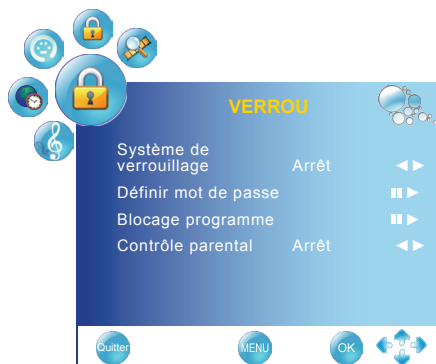 VERROU
Système de
verrouillage Arrêt
Définir mot de passe
Blocage programme
Contrôle parental Arrêt
Quitter MENU OK